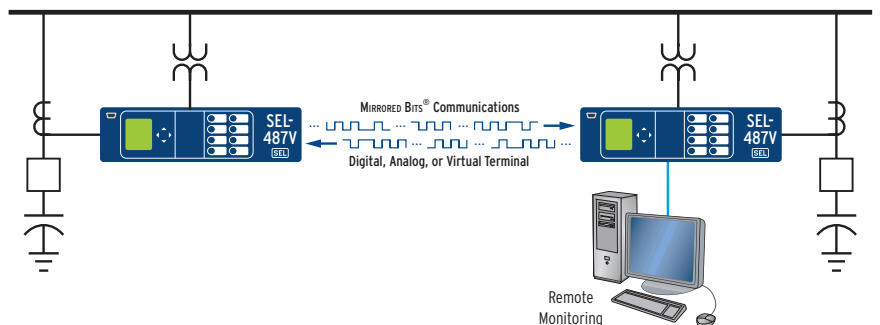 MIRRORED BITS® Communications
SEL-
487V
SEL
SEL-
487V
SEL
Digital, Analog, or Virtual Terminal
Remote
Monitoring